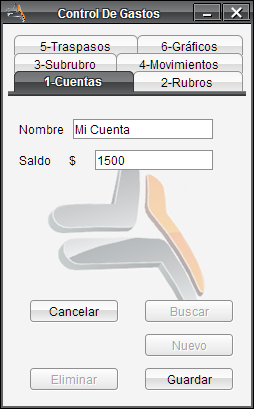 Control De Gastos
5-Traspasos 6-Gráficos
3-Subrubro 4-Movimientos
1-Cuentas 2-Rubros
Nombre Mi Cuenta
Saldo $ 1500
Cancelar Buscar
Nuevo
Eliminar Guardar